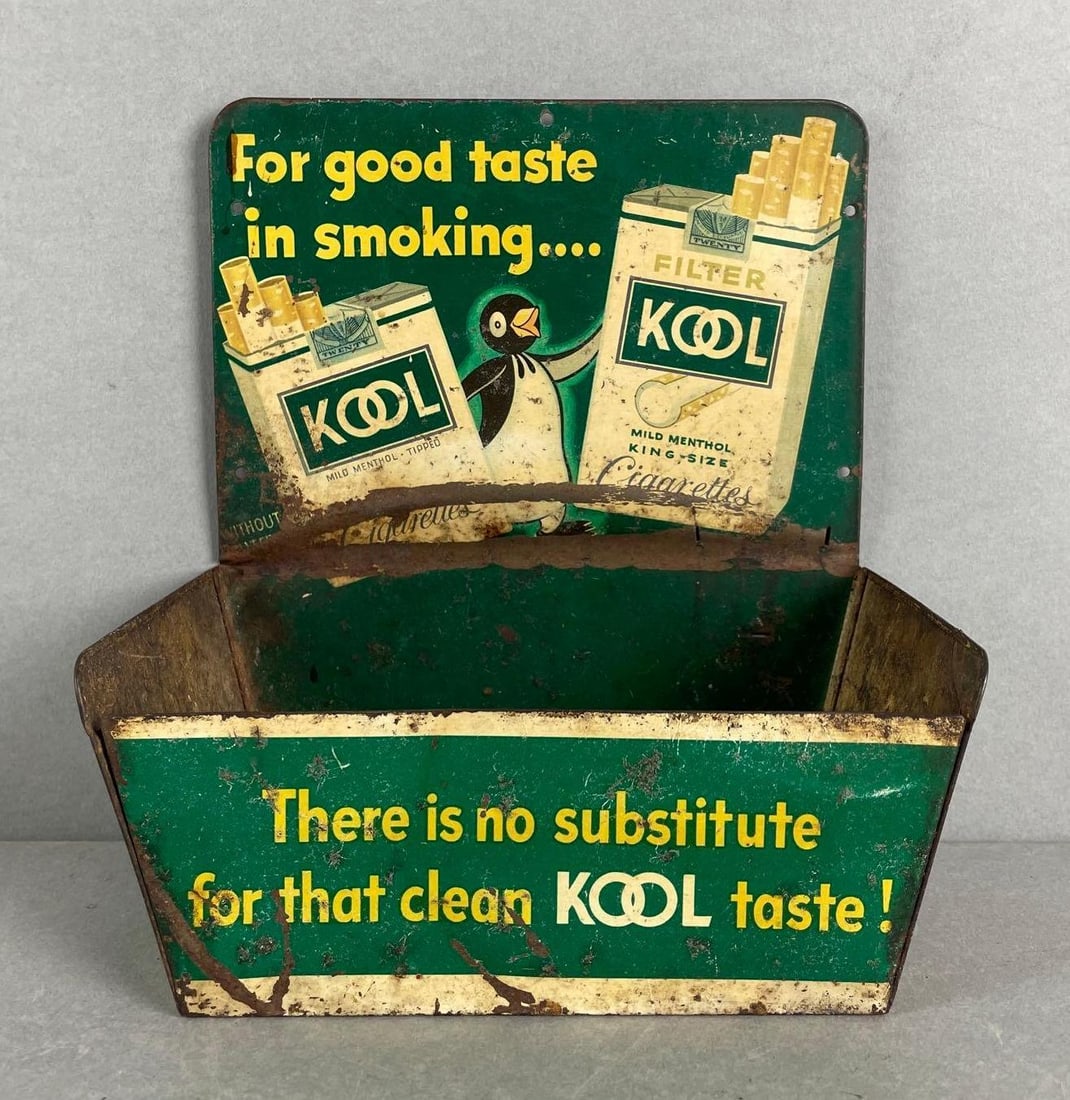 For good taste
in smoking....
TWENTY
FILTER
KOOL
MILD MENTHOL
KING-SIZE
Cigarettes
TWENTY
KOOL
MILD MENTHOL · TIPPED
Cigarettes
WITHOUT
There is no substitute
for that clean KOOL taste!